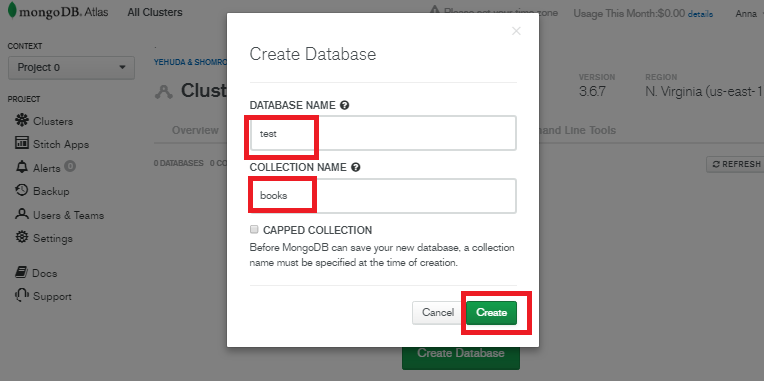 mongoDB. Atlas All Clusters Please set your time zone Usage This Month:$0.00 details Anna
CONTEXT
Project 0
PROJECT
Clusters
Stitch Apps
Alerts 0
Backup
Users & Teams
Settings
Docs
Support
YEHUDA & SHOMRO
Clust
Overview
0 DATABASES 0 CO
VERSION
3.6.7
REGION
N. Virginia (us-east-1
mand Line Tools
REFRESH
×
Create Database
DATABASE NAME ?
test
COLLECTION NAME ?
books
CAPPED COLLECTION
Before MongoDB can save your new database, a collection
name must be specified at the time of creation.
Cancel Create
Create Database